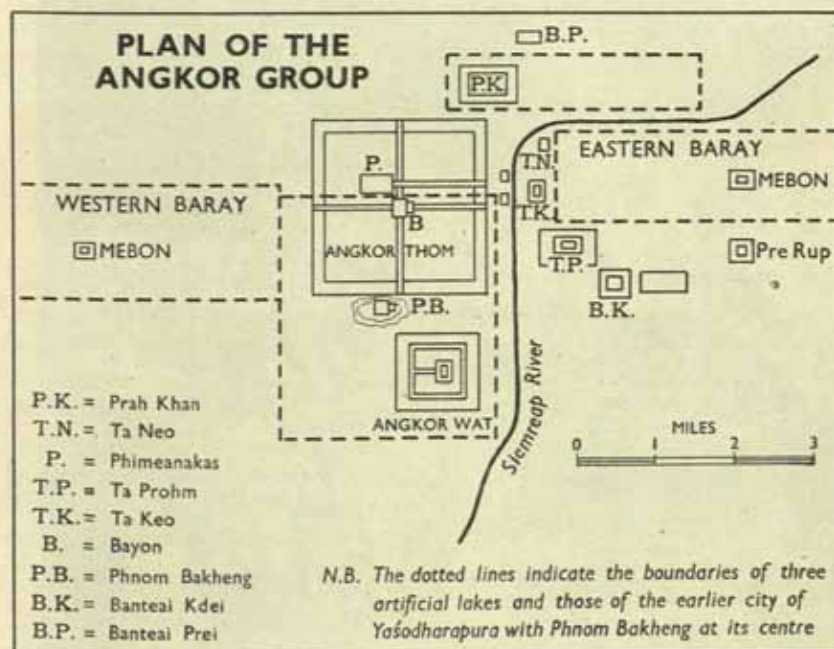 PLAN OF THE
ANGKOR GROUP
B.P.
P.K.
P.
T.N.
EASTERN BARAY
T.K.
MEBON
WESTERN BARAY
B
MEBON
ANGKOR THOM
T.P.
Pre Rup
P.B.
B.K.
ANGKOR WAT
Siemreap River
MILES
0 1 2 3
P.K. = Prah Khan
T.N. = Ta Neo
P. = Phimeanakas
T.P. = Ta Prohm
T.K. = Ta Keo
B. = Bayon
P.B. = Phnom Bakheng
B.K. = Banteai Kdei
B.P. = Banteai Prei
N.B. The dotted lines indicate the boundaries of three
artificial lakes and those of the earlier city of
Yaśodharapura with Phnom Bakheng at its centre